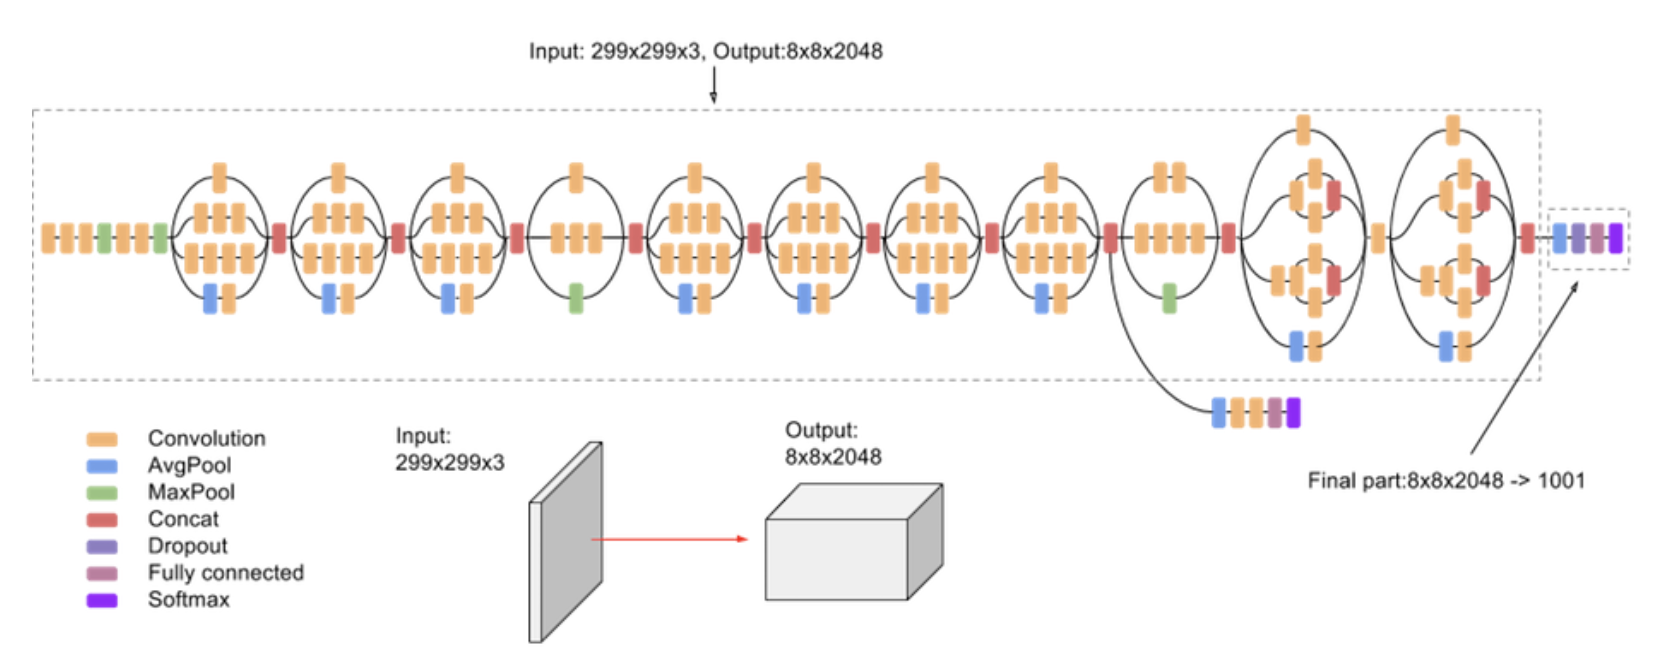 Input: 299x299x3, Output:8x8x2048
Convolution
AvgPool
MaxPool
Concat
Dropout
Fully connected
Softmax
Input:
299x299x3
Output:
8x8x2048
Final part:8x8x2048 -> 1001